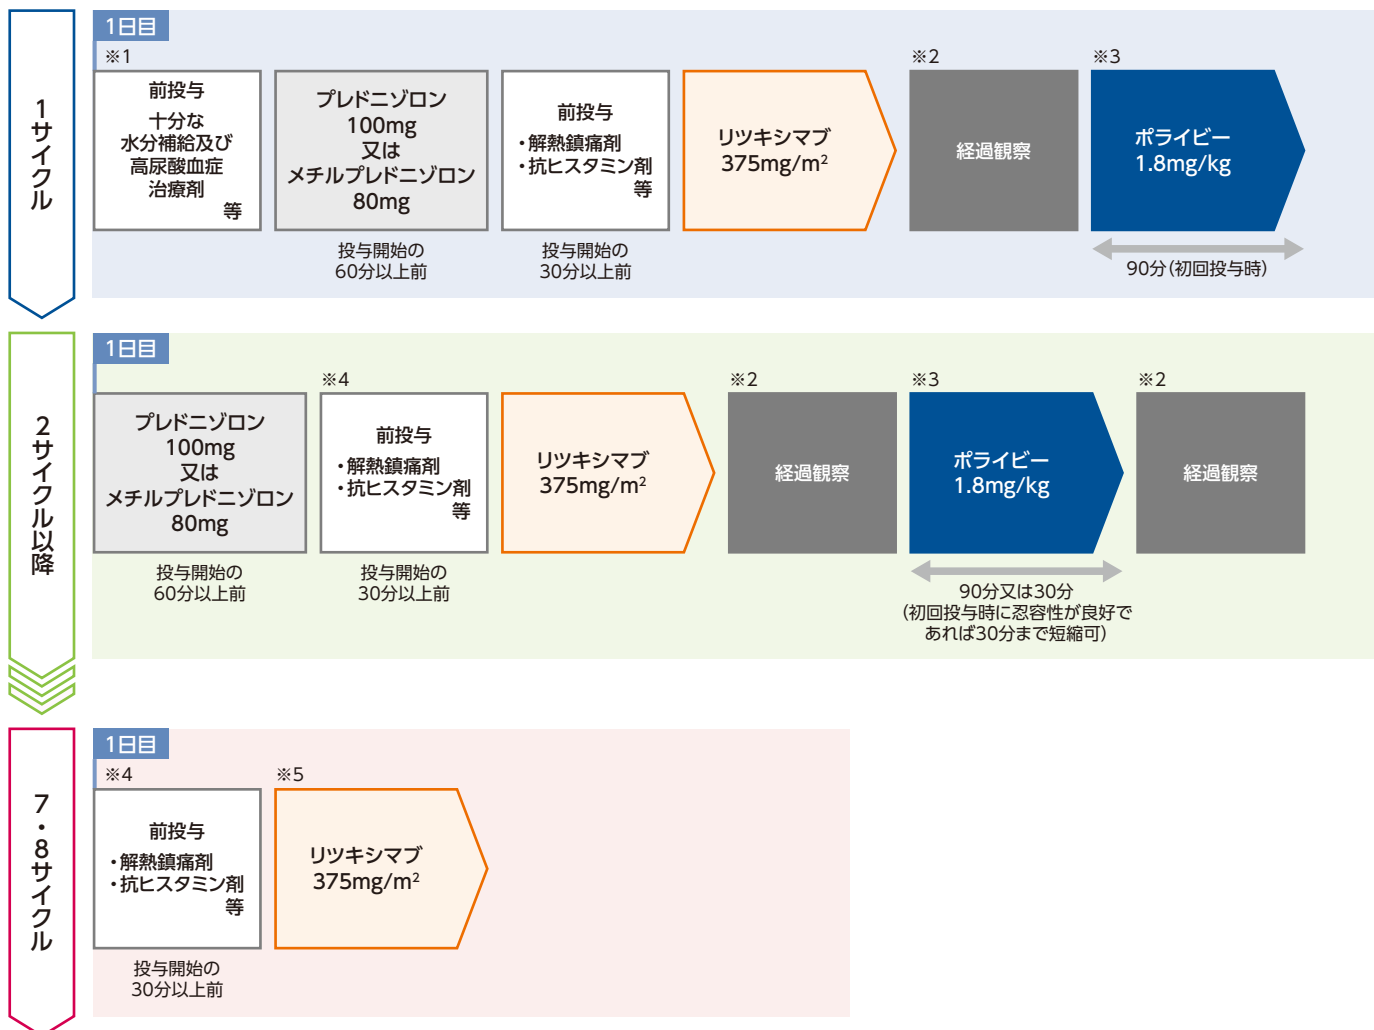 1サイクル
1日目
※1
前投与
十分な
水分補給及び
高尿酸血症
治療剤
等
プレドニゾロン
100mg
又は
メチルプレドニゾロン
80mg
投与開始の
60分以上前
前投与
・解熱鎮痛剤
・抗ヒスタミン剤
等
投与開始の
30分以上前
リツキシマブ
375mg/m²
※2
経過観察
※3
ポライビー
1.8mg/kg
90分(初回投与時)
2サイクル以降
1日目
プレドニゾロン
100mg
又は
メチルプレドニゾロン
80mg
投与開始の
60分以上前
※4
前投与
・解熱鎮痛剤
・抗ヒスタミン剤
等
投与開始の
30分以上前
リツキシマブ
375mg/m²
※2
経過観察
※3
ポライビー
1.8mg/kg
90分又は30分
(初回投与時に忍容性が良好で
あれば30分まで短縮可)
※2
経過観察
7・8サイクル
1日目
※4
前投与
・解熱鎮痛剤
・抗ヒスタミン剤
等
投与開始の
30分以上前
※5
リツキシマブ
375mg/m²